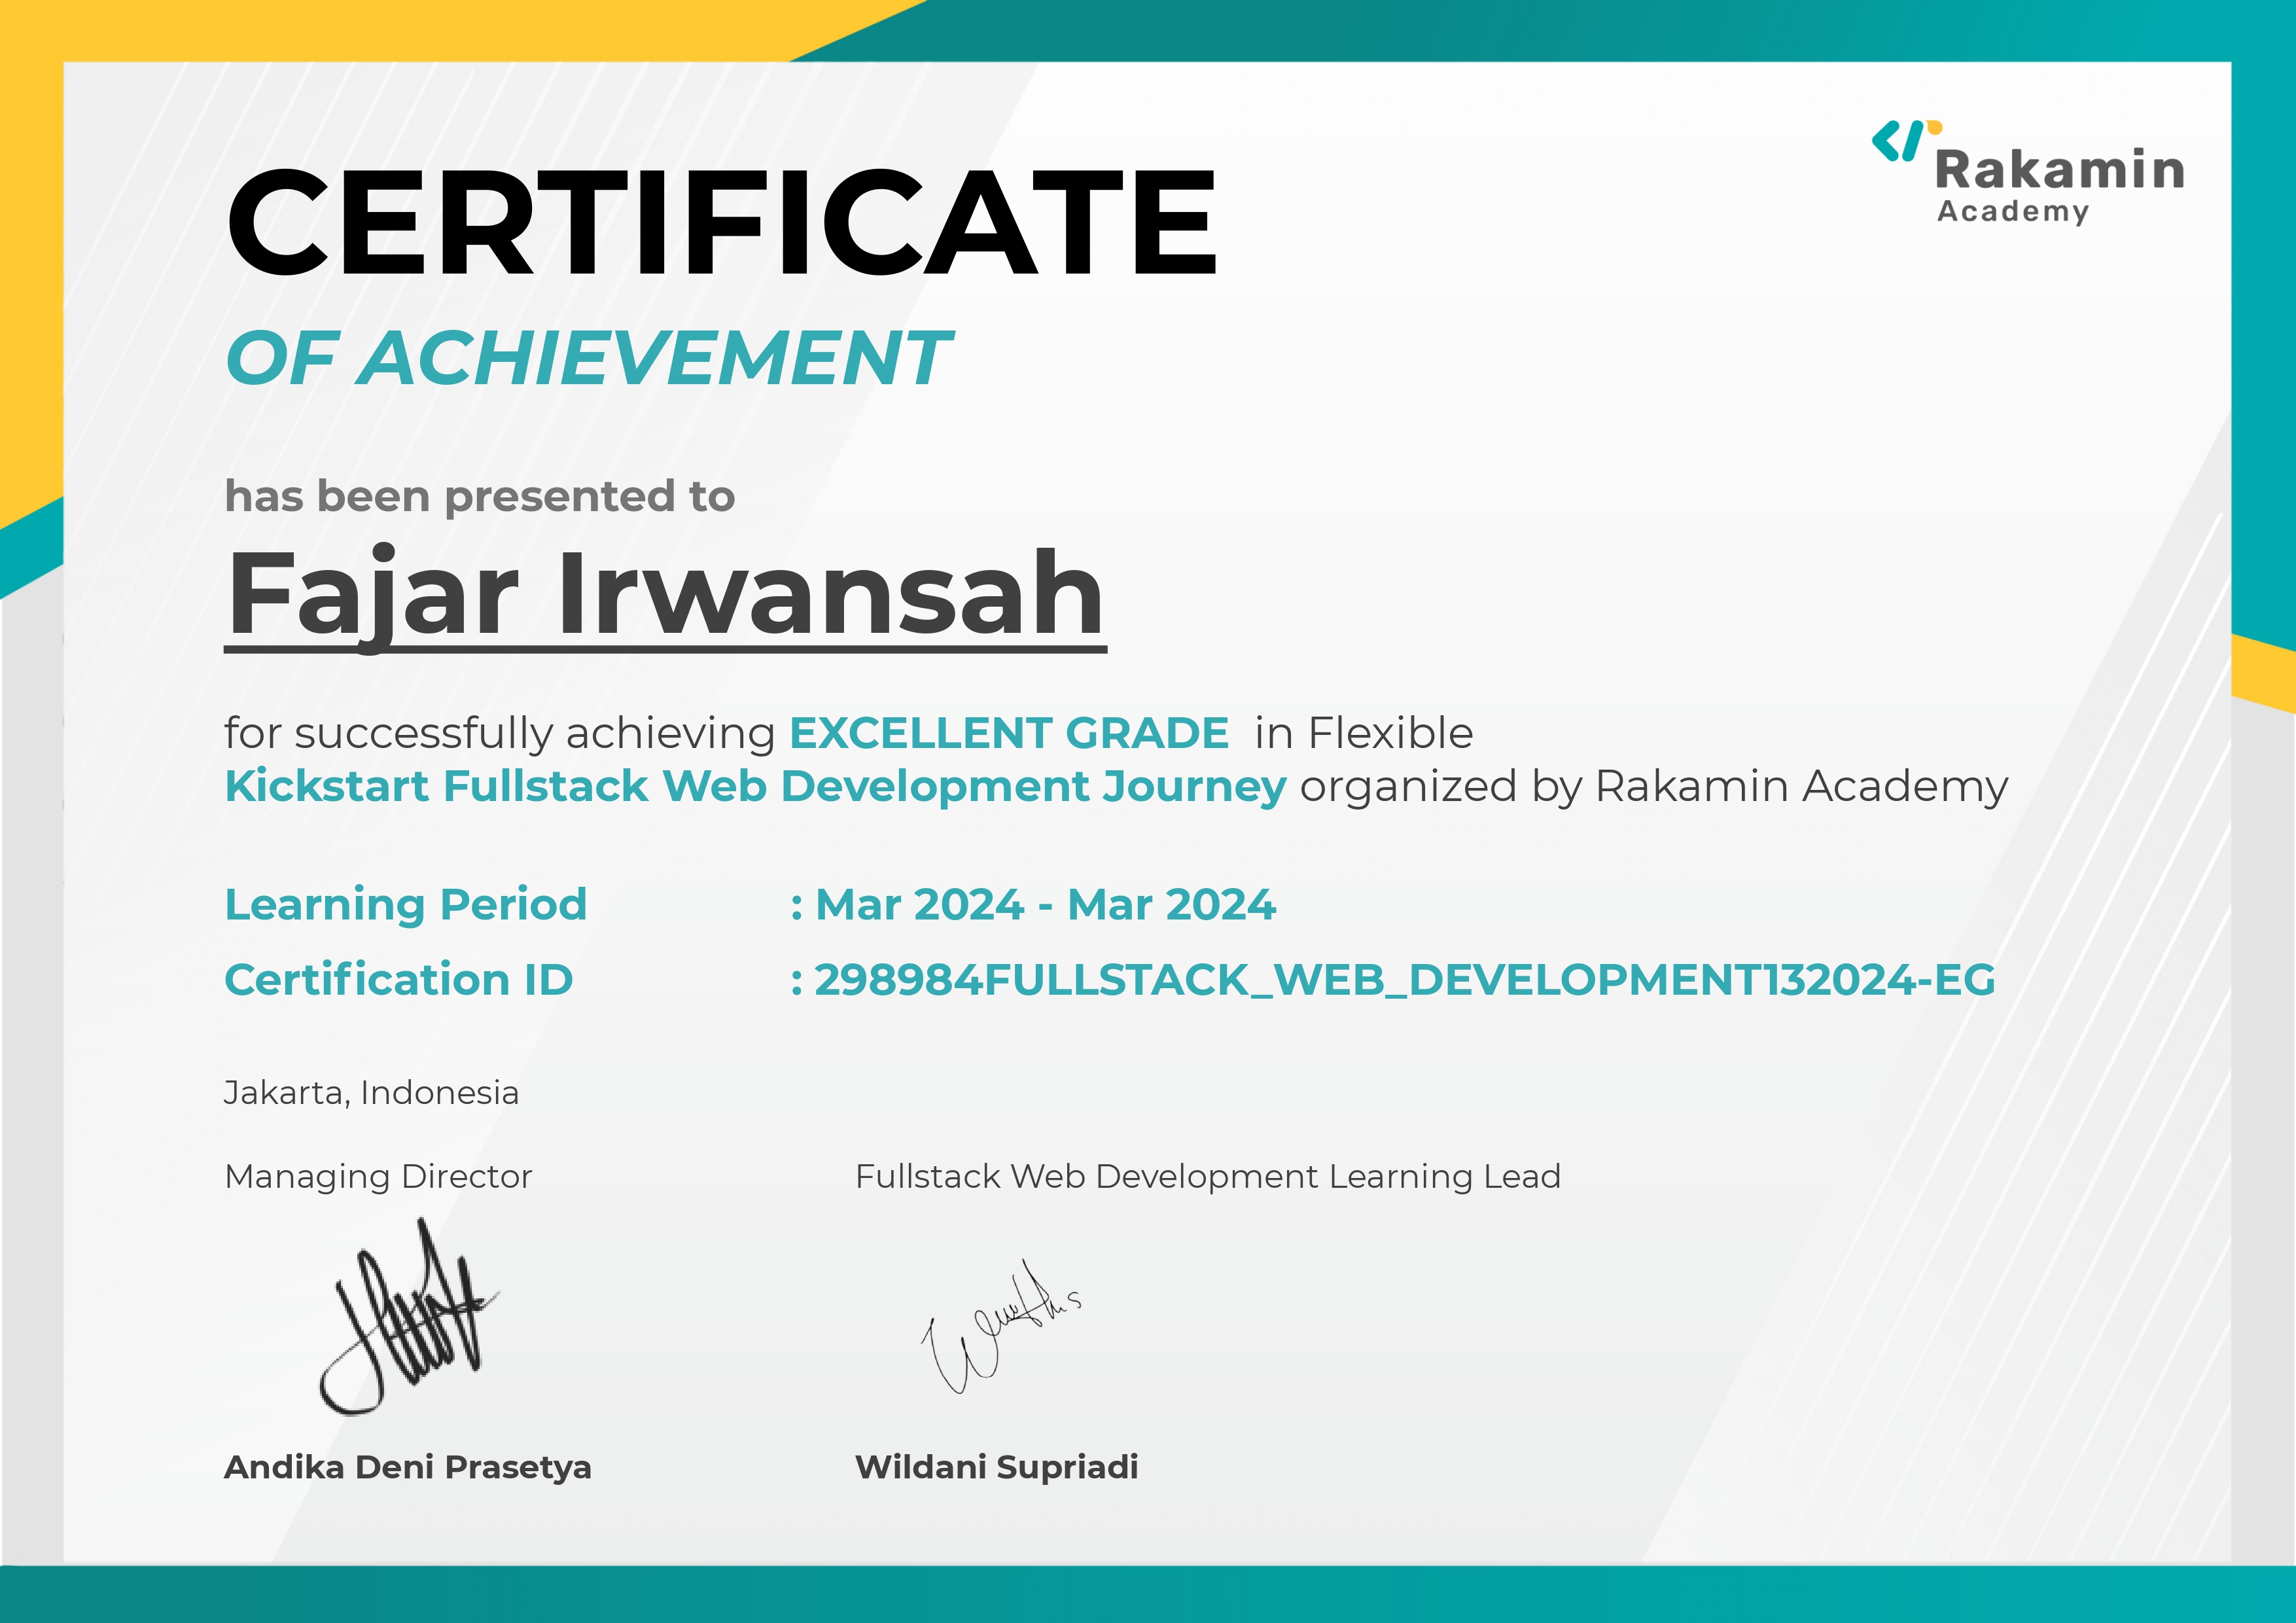 Rakamin
Academy
CERTIFICATE
OF ACHIEVEMENT
has been presented to
Fajar Irwansah
for successfully achieving EXCELLENT GRADE in Flexible
Kickstart Fullstack Web Development Journey organized by Rakamin Academy
Learning Period : Mar 2024 - Mar 2024
Certification ID : 298984FULLSTACK_WEB_DEVELOPMENT132024-EG
Jakarta, Indonesia
Managing Director Fullstack Web Development Learning Lead
Andika Deni Prasetya Wildani Supriadi